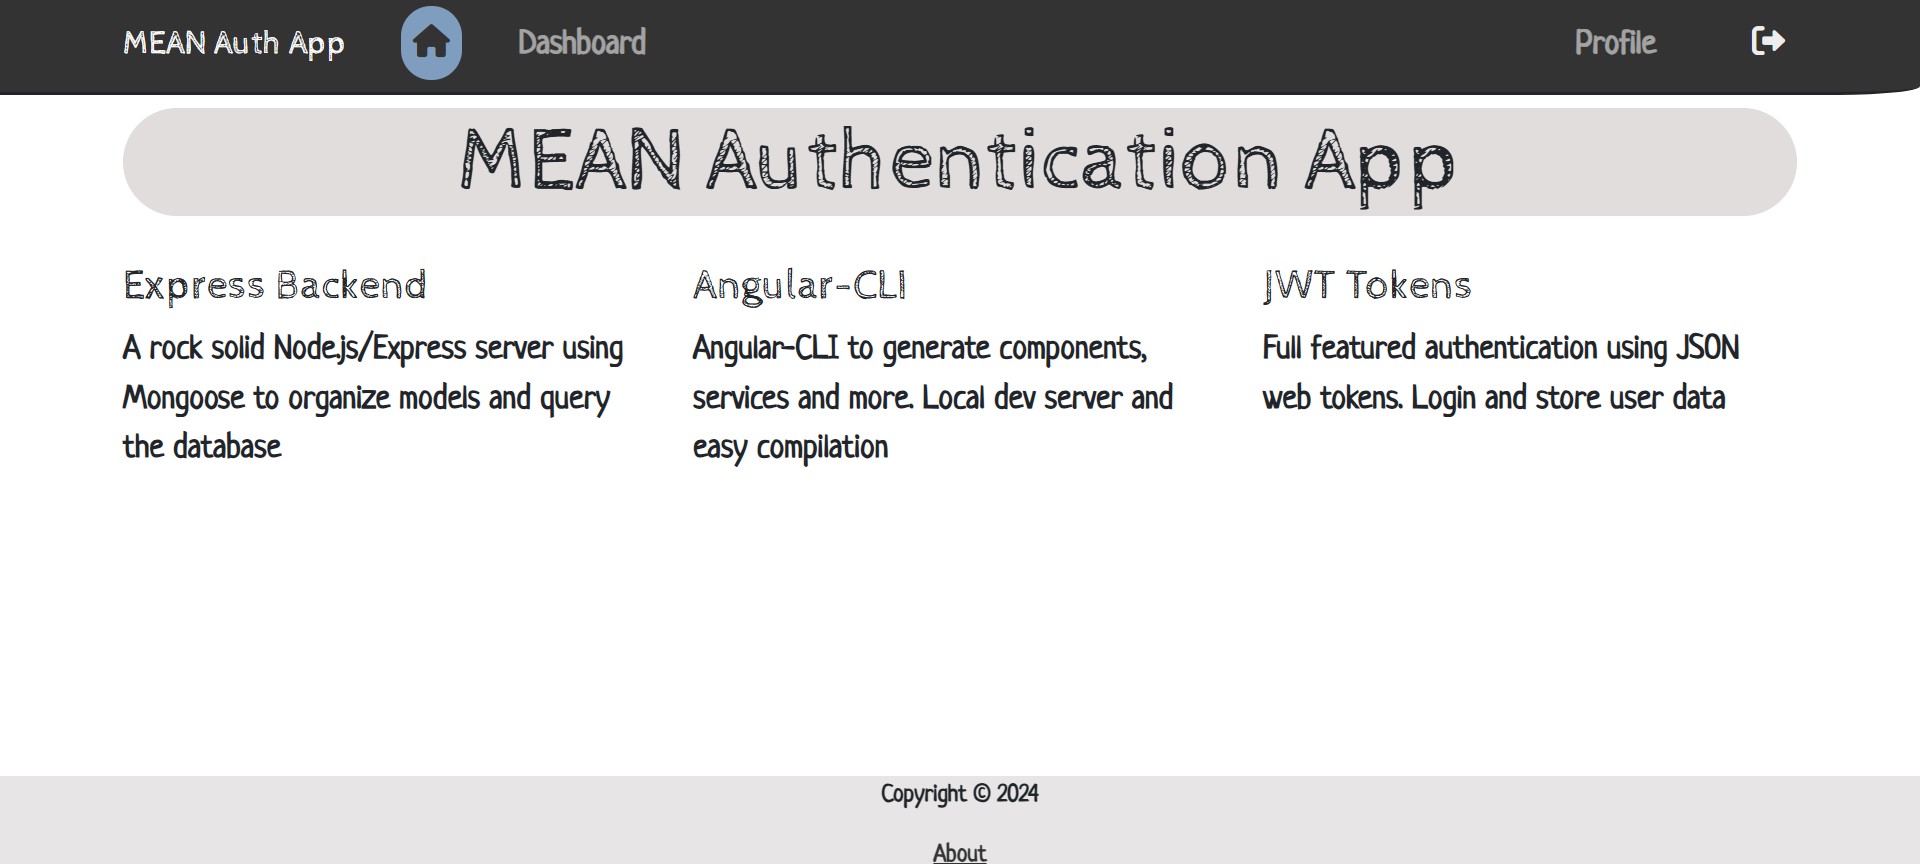 MEAN Auth App Dashboard Profile
MEAN Authentication App
Express Backend
A rock solid Node.js/Express server using
Mongoose to organize models and query
the database
Angular-CLI
Angular-CLI to generate components,
services and more. Local dev server and
easy compilation
JWT Tokens
Full featured authentication using JSON
web tokens. Login and store user data
Copyright © 2024
About